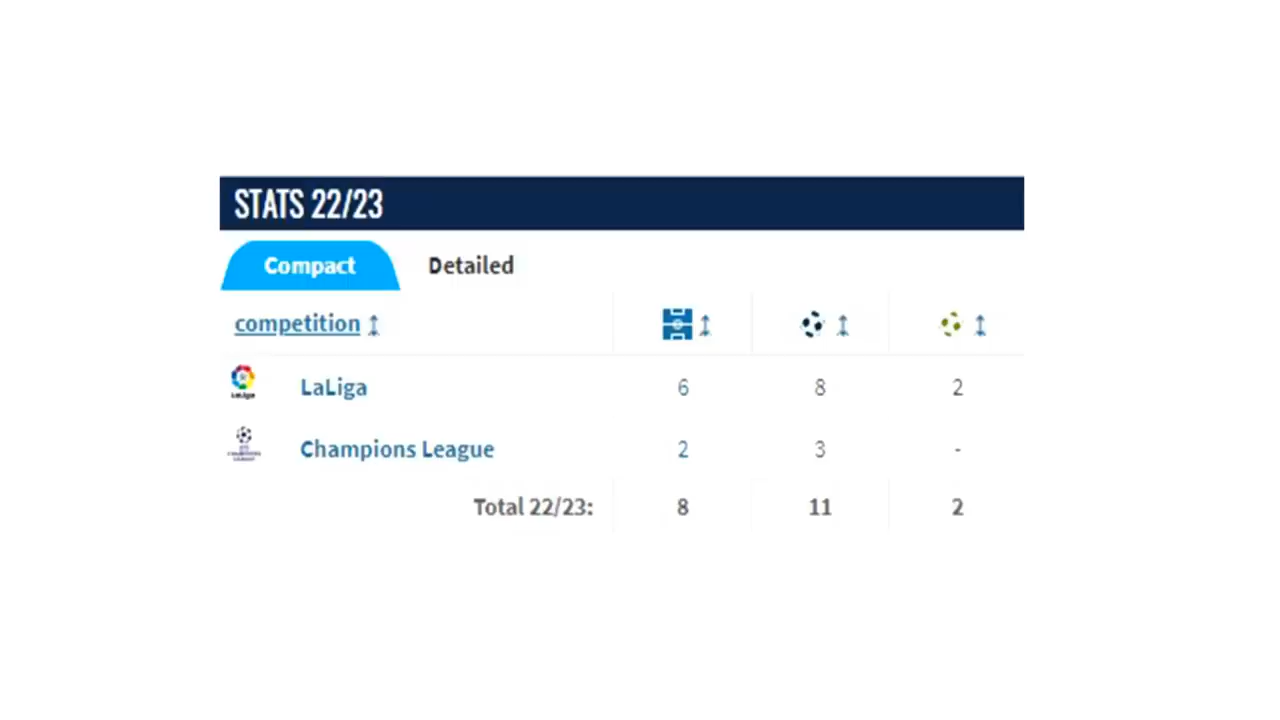 STATS 22/23
Compact Detailed
competition
LaLiga 6 8 2
Champions League 2 3 -
Total 22/23: 8 11 2